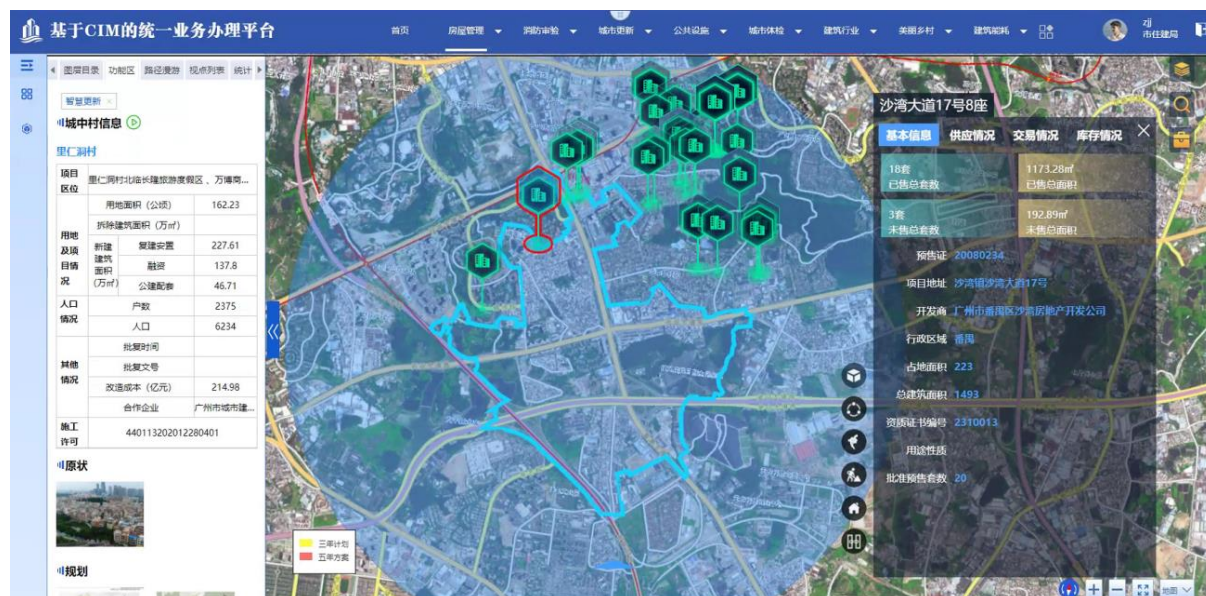 基于CIM的统一业务办理平台
首页 房屋管理 消防审验 城市更新 公共设施 城市体检 建筑行业 美丽乡村 建筑能耗
zjj
市住建局
图层目录 功能区 路径漫游 视点列表 统计
智慧更新 ×
城中村信息
里仁洞村
项目区位 里仁洞村北临长隆旅游度假区、万博商...
用地及项目情况
用地面积（公顷） 162.23
拆除建筑面积（万㎡）
新建建筑面积（万㎡）
复建安置 227.61
融资 137.8
公建配套 46.71
人口情况
户数 2375
人口 6234
其他情况
批复时间
批复文号
改造成本（亿元） 214.98
合作企业 广州市城市建...
施工许可 440113202012280401
原状
规划
三年计划
五年方案
沙湾大道17号8座
基本信息 供应情况 交易情况 库存情况
18套 1173.28㎡
已售总套数 已售总面积
3套 192.89㎡
未售总套数 未售总面积
预售证 20080234
项目地址 沙湾镇沙湾大道17号
开发商 广州市番禺区沙湾房地产开发公司
行政区域 番禺
占地面积 223
总建筑面积 1493
资质证书编号 2310013
用途性质
批准预售套数 20
地图